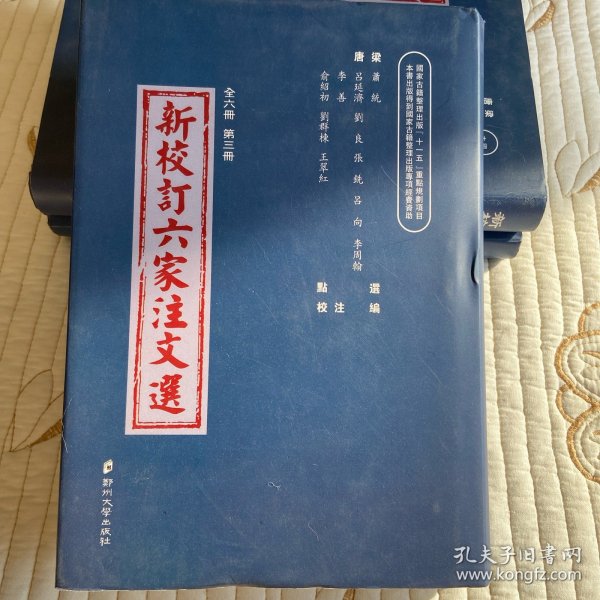 國家古籍整理出版「十一五」重點規劃項目
本書出版得到國家古籍整理出版專項經費資助
梁 蕭統 選編
唐 呂延濟 劉良 張銑 呂向 李周翰
李善 注
俞紹初 劉群棟 王翠紅 點校
全六冊 第三冊
新校訂六家注文選
鄭州大學出版社
唐 梁
孔夫子旧书网
www.kongfz.com